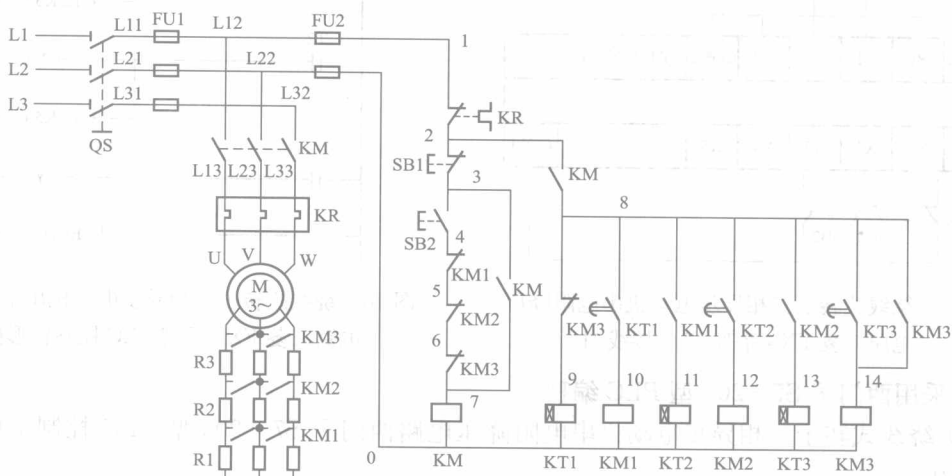 L11 FU1 L12 FU2
L1 1
L21 L22
L2
L31 L32
L3
QS
KR
2
KM
L13 L23 L33
SB1
3
KM
8
KR
SB2
4
U V W
KM1
M
3~
5
KM
KM2
KM3 KT1 KM1 KT2 KM2 KT3 KM3
KM3
R3
6
KM3
KM2
R2
7 9 10 11 12 13 14
KM1
R1
0 KM KT1 KM1 KT2 KM2 KT3 KM3